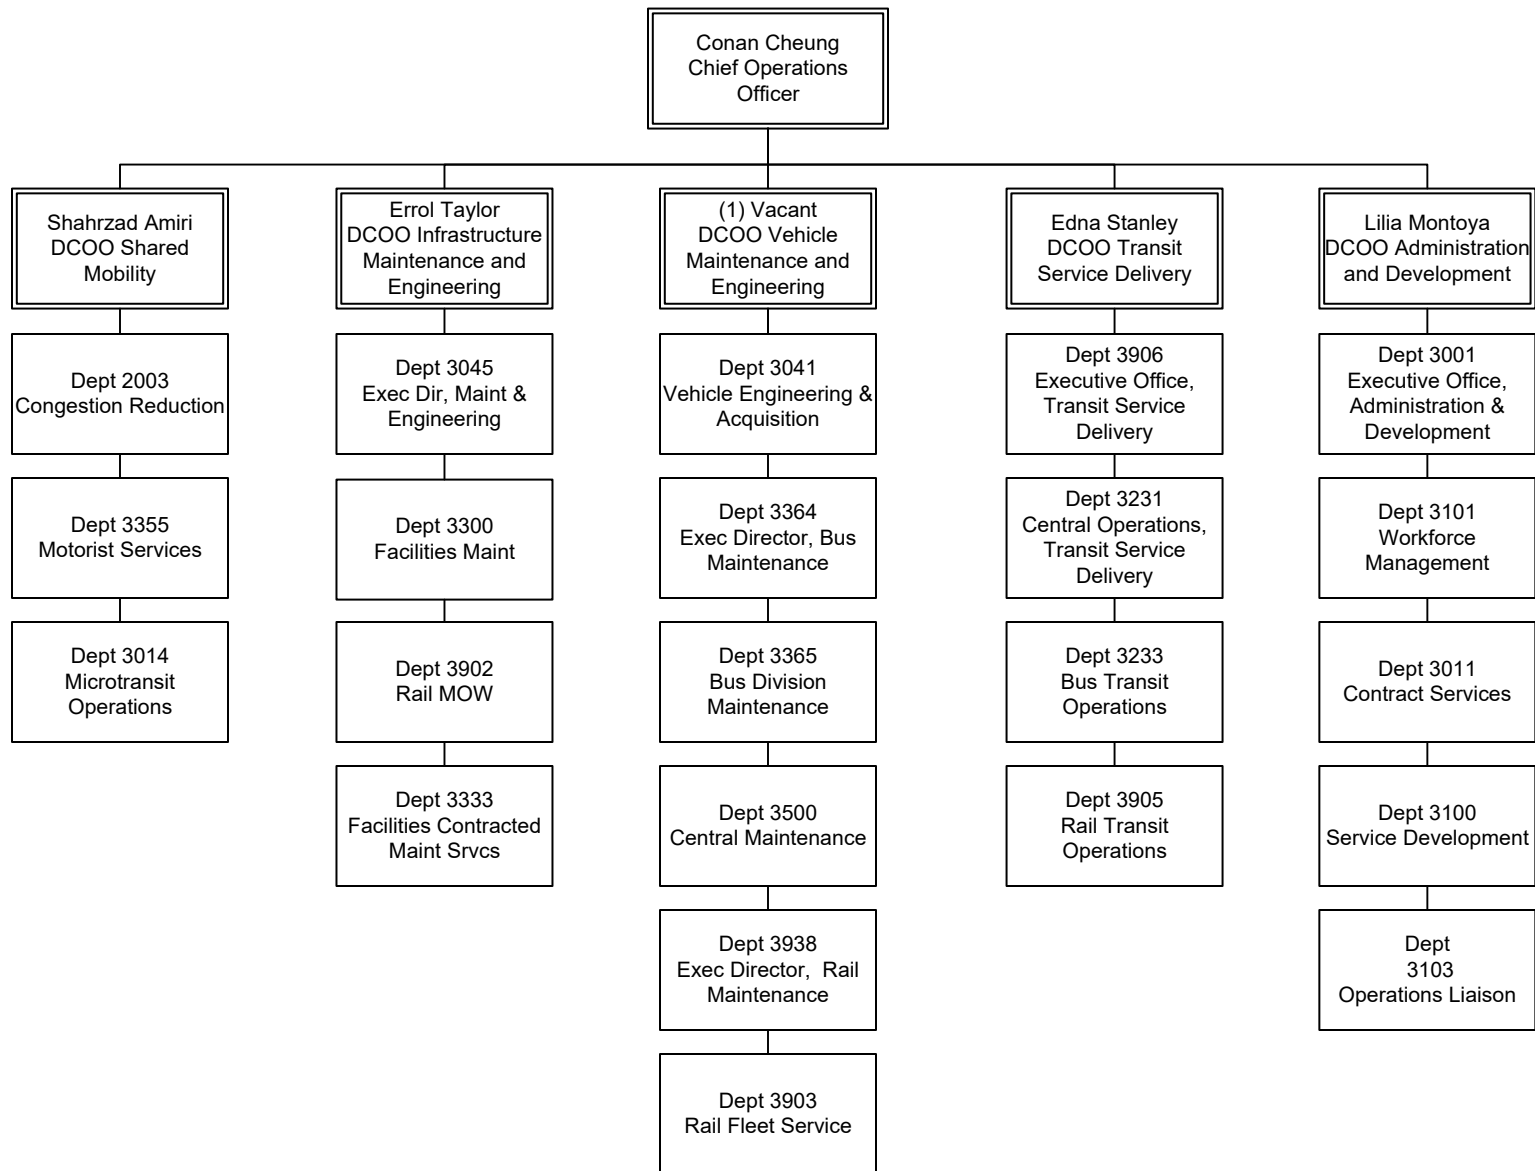 Conan Cheung
Chief Operations
Officer
Shahrzad Amiri
DCOO Shared
Mobility
Errol Taylor
DCOO Infrastructure
Maintenance and
Engineering
(1) Vacant
DCOO Vehicle
Maintenance and
Engineering
Edna Stanley
DCOO Transit
Service Delivery
Lilia Montoya
DCOO Administration
and Development
Dept 2003
Congestion Reduction
Dept 3045
Exec Dir, Maint &
Engineering
Dept 3041
Vehicle Engineering &
Acquisition
Dept 3906
Executive Office,
Transit Service
Delivery
Dept 3001
Executive Office,
Administration &
Development
Dept 3355
Motorist Services
Dept 3300
Facilities Maint
Dept 3364
Exec Director, Bus
Maintenance
Dept 3231
Central Operations,
Transit Service
Delivery
Dept 3101
Workforce
Management
Dept 3014
Microtransit
Operations
Dept 3902
Rail MOW
Dept 3365
Bus Division
Maintenance
Dept 3233
Bus Transit
Operations
Dept 3011
Contract Services
Dept 3333
Facilities Contracted
Maint Srvcs
Dept 3500
Central Maintenance
Dept 3905
Rail Transit
Operations
Dept 3100
Service Development
Dept 3938
Exec Director, Rail
Maintenance
Dept
3103
Operations Liaison
Dept 3903
Rail Fleet Service